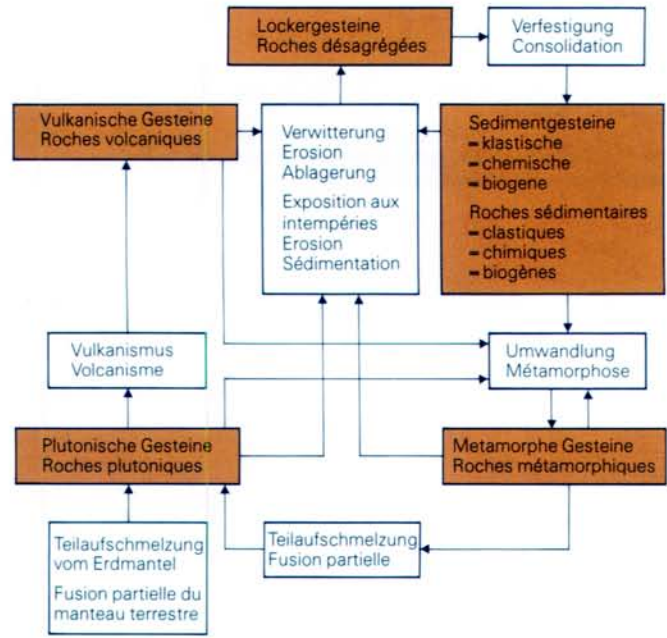 Lockergesteine
Roches désagrégées
Verfestigung
Consolidation
Vulkanische Gesteine
Roches volcaniques
Verwitterung
Erosion
Ablagerung
Exposition aux
intempéries
Erosion
Sédimentation
Sedimentgesteine
- klastische
- chemische
- biogene
Roches sédimentaires
- clastiques
- chimiques
- biogènes
Vulkanismus
Volcanisme
Umwandlung
Métamorphose
Plutonische Gesteine
Roches plutoniques
Metamorphe Gesteine
Roches métamorphiques
Teilaufschmelzung
vom Erdmantel
Fusion partielle du
manteau terrestre
Teilaufschmelzung
Fusion partielle